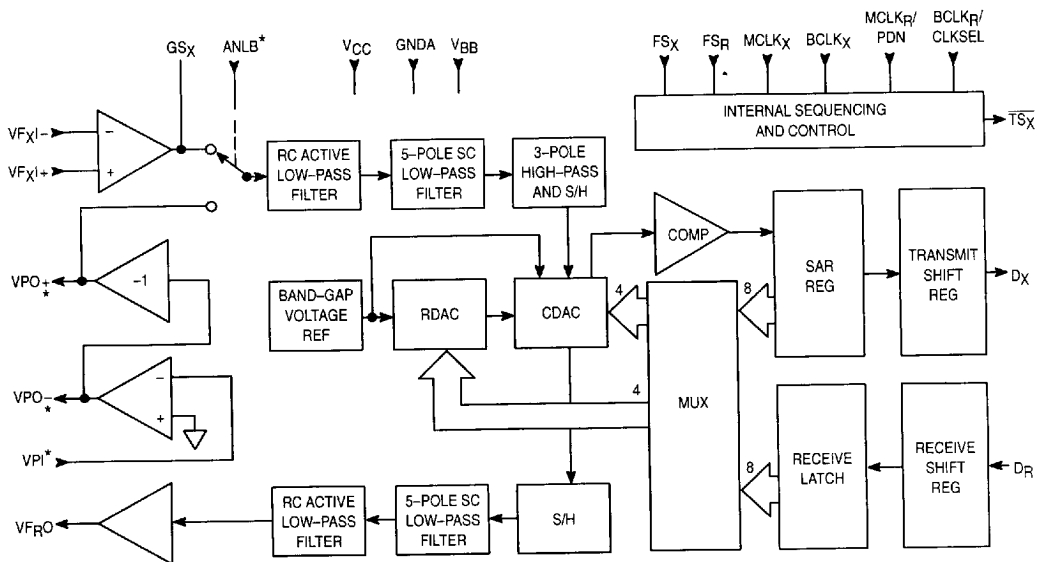 GSX
ANLB*
VCC
GNDA
VBB
FSX
FSR
MCLKX
BCLKX
MCLKR/
PDN
BCLKR/
CLKSEL
INTERNAL SEQUENCING
AND CONTROL
TSX
VFXI-
VFXI+
-
+
RC ACTIVE
LOW-PASS
FILTER
5-POLE SC
LOW-PASS
FILTER
3-POLE
HIGH-PASS
AND S/H
COMP
SAR
REG
TRANSMIT
SHIFT
REG
DX
VPO+
*
-1
BAND-GAP
VOLTAGE
REF
RDAC
CDAC
4
8
MUX
4
VPO-
*
-
+
VPI*
8
RECEIVE
LATCH
RECEIVE
SHIFT
REG
DR
VFRO
RC ACTIVE
LOW-PASS
FILTER
5-POLE SC
LOW-PASS
FILTER
S/H